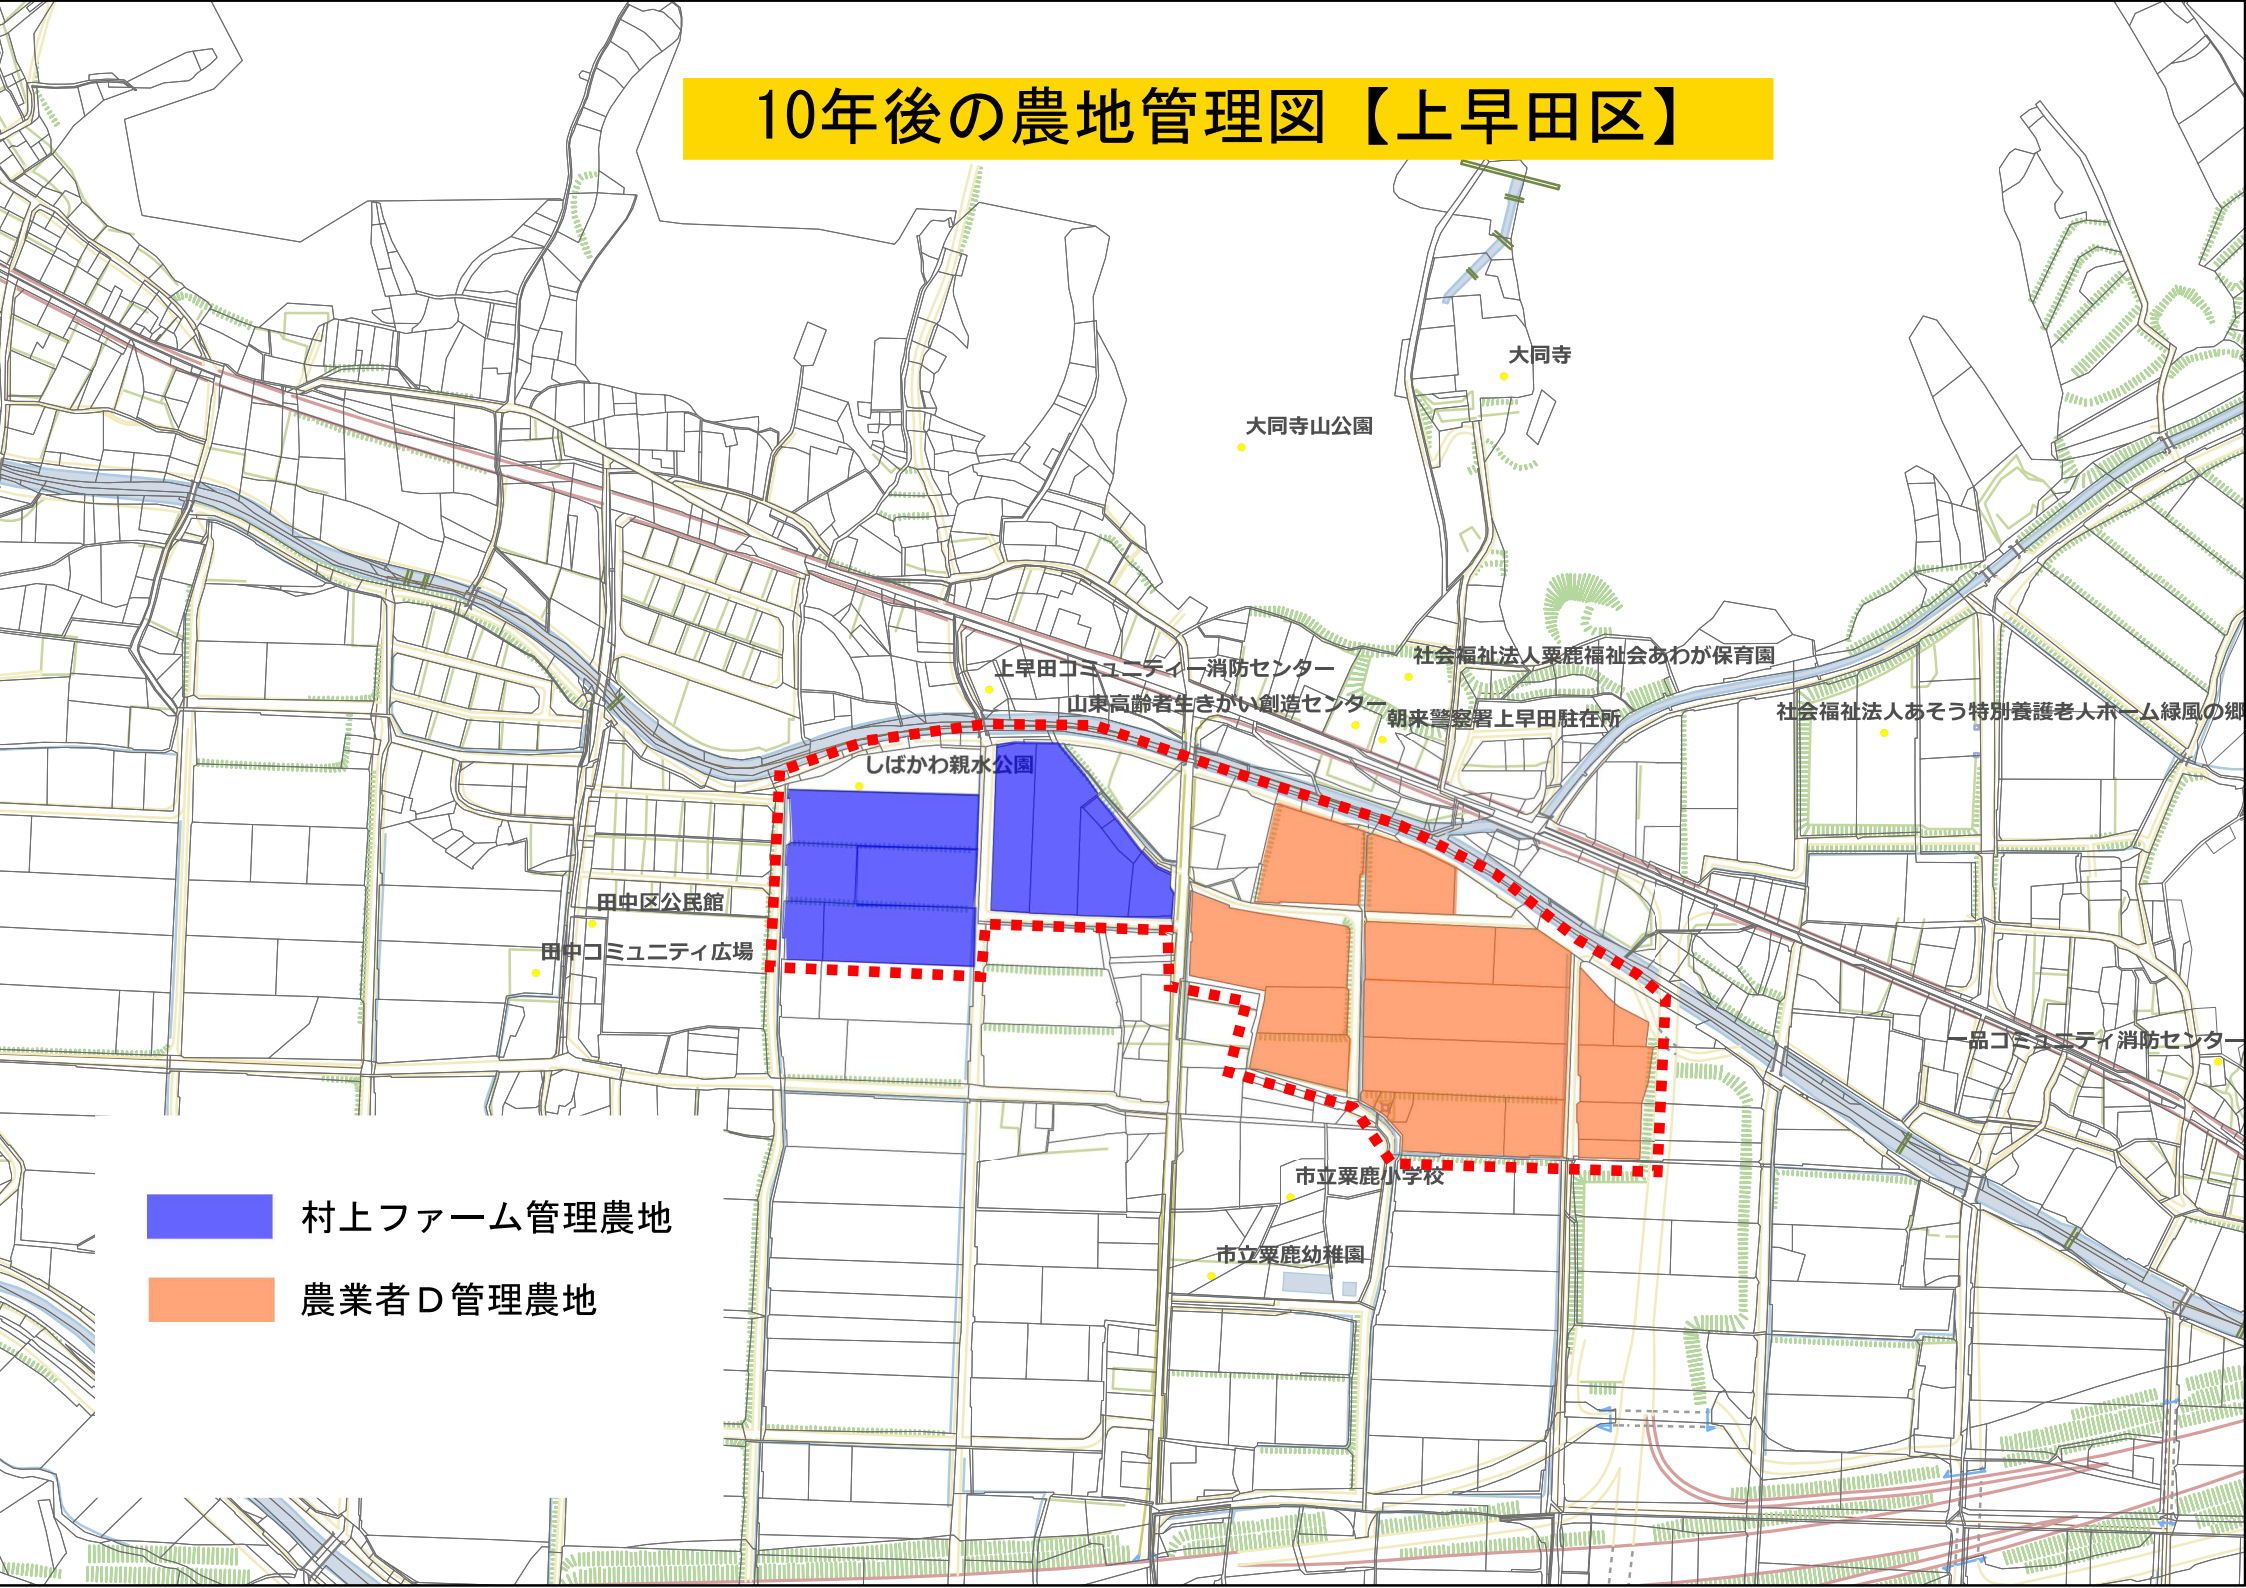 10年後の農地管理図【上早田区】
大同寺
大同寺山公園
社会福祉法人粟鹿福祉会あわが保育園
上早田コミュニティー消防センター
山東高齢者生きがい創造センター
朝来警察署上早田駐在所
社会福祉法人あそう特別養護老人ホーム緑風の郷
しばかわ親水公園
田中区公民館
田中コミュニティ広場
一品コミュニティ消防センター
市立粟鹿小学校
市立粟鹿幼稚園
村上ファーム管理農地
農業者Ｄ管理農地